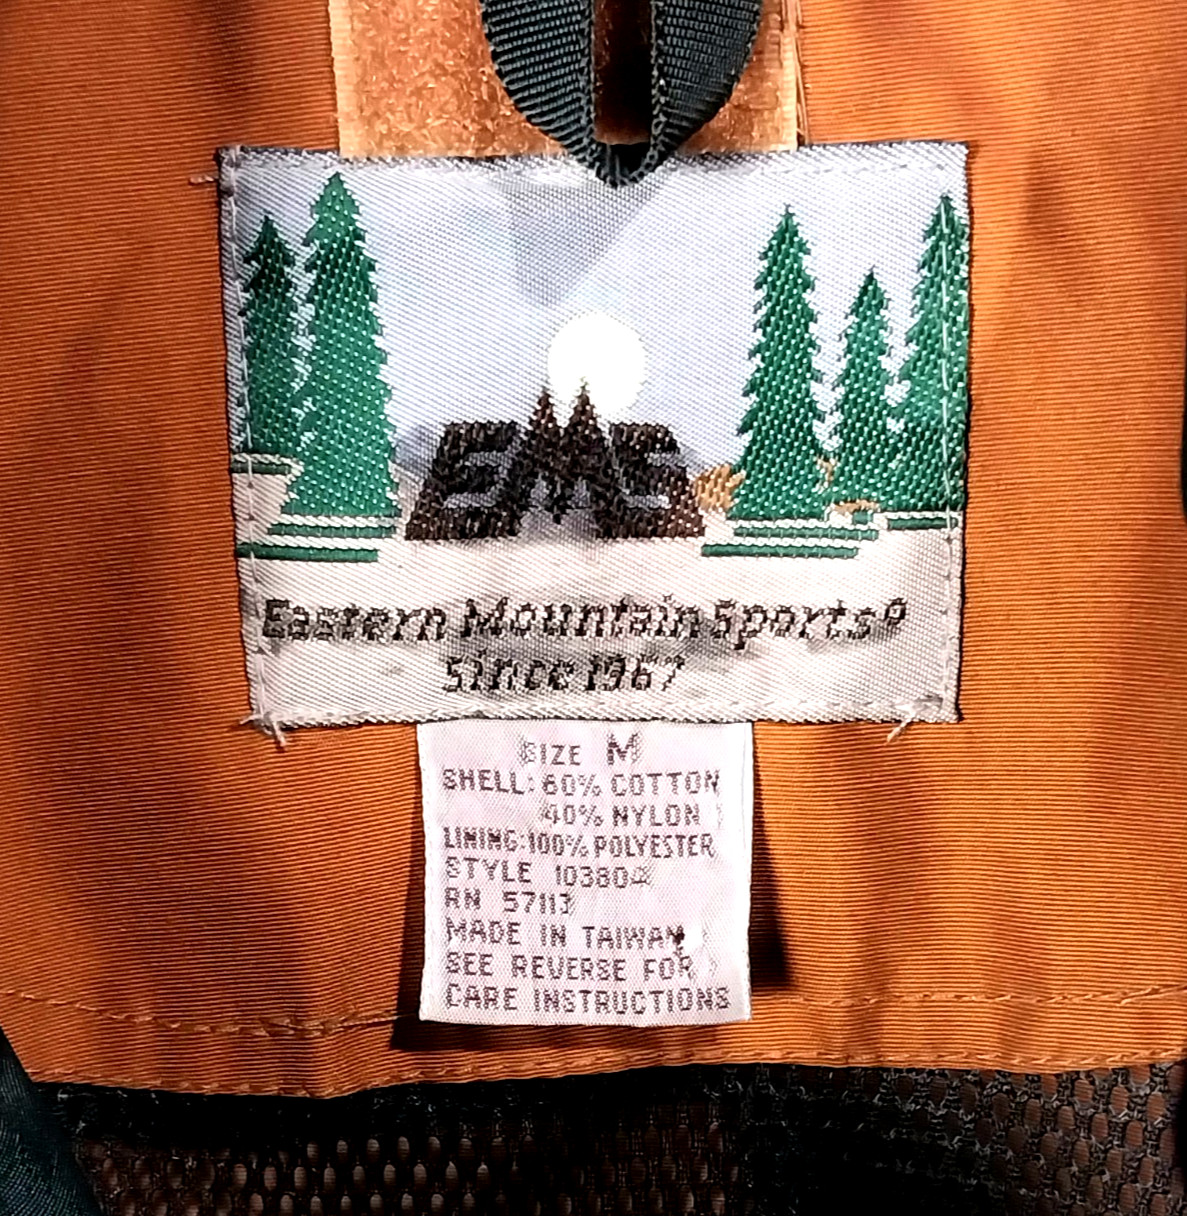 EMS
Eastern Mountain Sports®
Since 1967
SIZE M
SHELL: 60% COTTON
40% NYLON
LINING: 100% POLYESTER
STYLE 103804
RN 57113
MADE IN TAIWAN
SEE REVERSE FOR
CARE INSTRUCTIONS